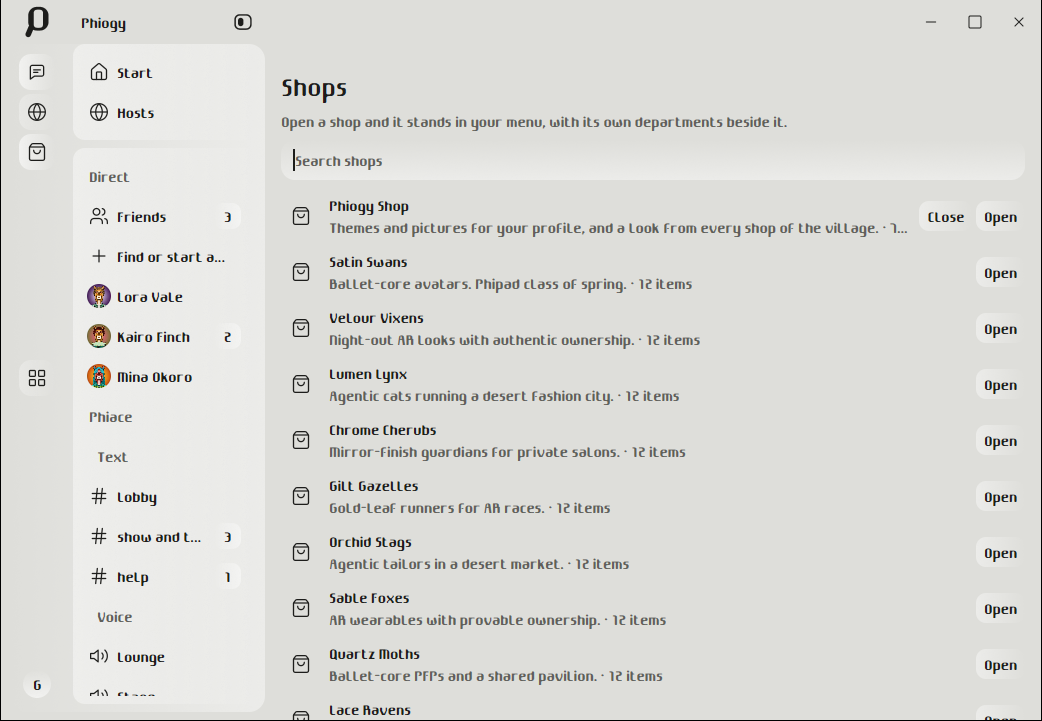 Phiogy
Start
Hosts
Direct
Friends 3
Find or start a...
Lora Vale
Kairo Finch 2
Mina Okoro
Phiace
Text
Lobby
show and t... 3
help 1
Voice
Lounge
6
Shops
Open a shop and it stands in your menu, with its own departments beside it.
Search shops
Phiogy Shop
Themes and pictures for your profile, and a look from every shop of the village. · 1...
Close Open
Satin Swans
Ballet-core avatars. Phipad class of spring. · 12 items
Open
Velour Vixens
Night-out AR looks with authentic ownership. · 12 items
Open
Lumen Lynx
Agentic cats running a desert fashion city. · 12 items
Open
Chrome Cherubs
Mirror-finish guardians for private salons. · 12 items
Open
Gilt Gazelles
Gold-leaf runners for AR races. · 12 items
Open
Orchid Stags
Agentic tailors in a desert market. · 12 items
Open
Sable Foxes
AR wearables with provable ownership. · 12 items
Open
Quartz Moths
Ballet-core PFPs and a shared pavilion. · 12 items
Open
Lace Ravens